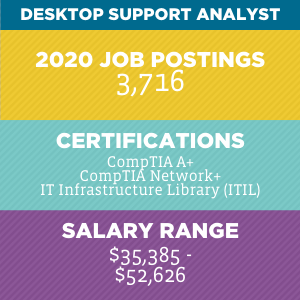 DESKTOP SUPPORT ANALYST
2020 JOB POSTINGS
3,716
CERTIFICATIONS
CompTIA A+
CompTIA Network+
IT Infrastructure Library (ITIL)
SALARY RANGE
$35,385 -
$52,626